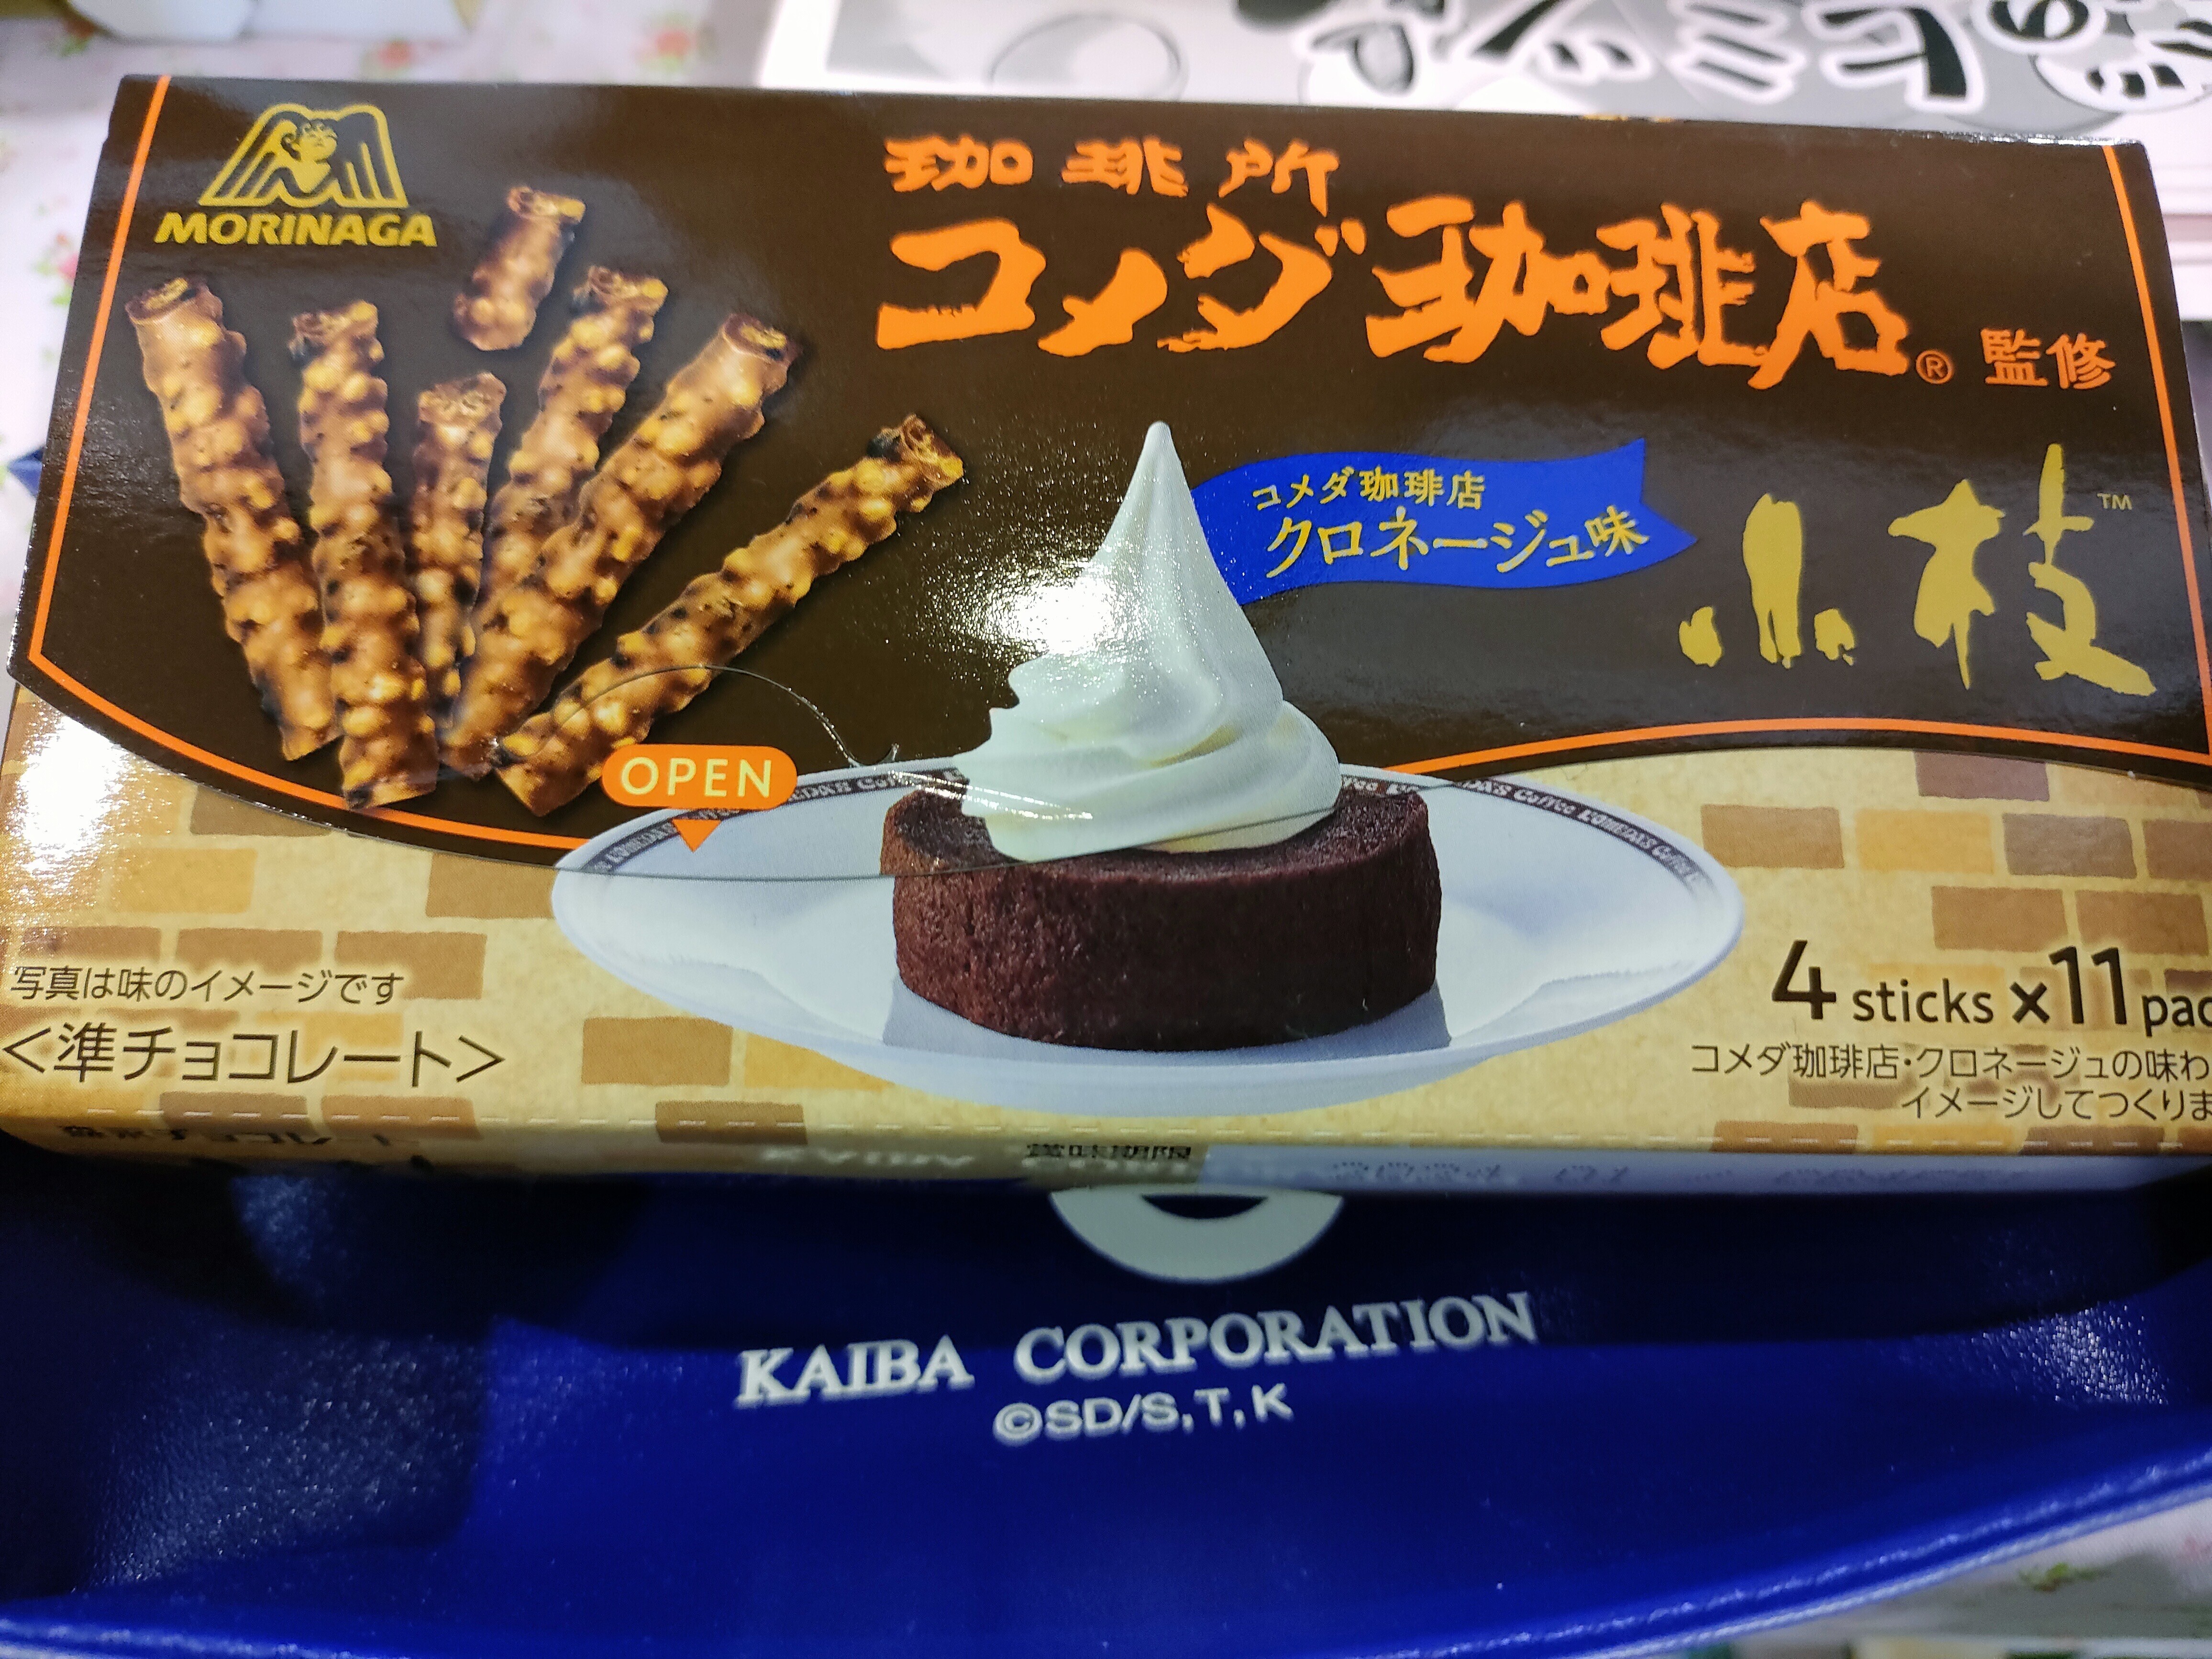 MORINAGA
珈琲所
コメダ珈琲店® 監修
コメダ珈琲店
クロネージュ味
小枝™
OPEN
写真は味のイメージです
<準チョコレート>
4 sticks ×11
コメダ珈琲店・クロネージュの味わ
イメージしてつくりま
賞味期限
KAIBA CORPORATION
©SD/S,T,K